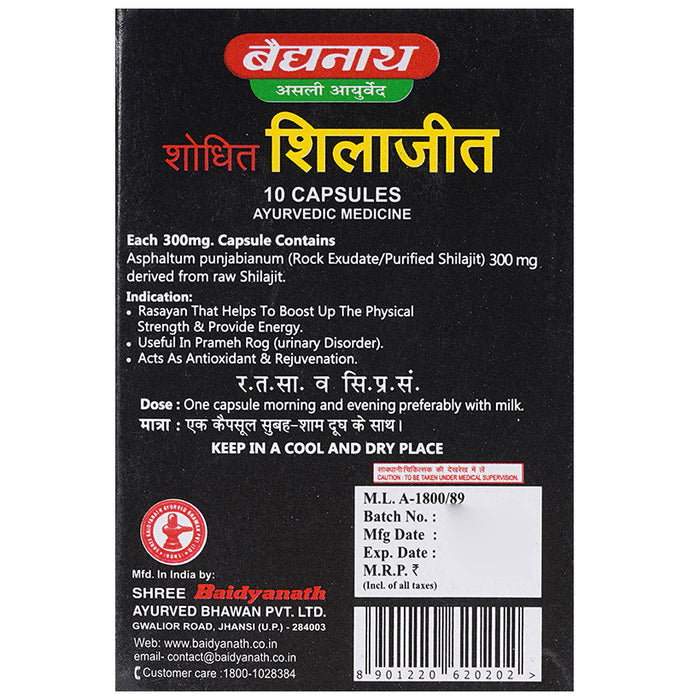 बैद्यनाथ
असली आयुर्वेद
शोधित शिलाजीत
10 CAPSULES
AYURVEDIC MEDICINE
Each 300mg. Capsule Contains
Asphaltum punjabianum (Rock Exudate/Purified Shilajit) 300 mg
derived from raw Shilajit.
Indication:
• Rasayan That Helps To Boost Up The Physical
Strength & Provide Energy.
• Useful In Prameh Rog (urinary Disorder).
• Acts As Antioxidant & Rejuvenation.
र.त.सा. व सि.प्र.सं.
Dose : One capsule morning and evening preferably with milk.
मात्रा : एक कैपसूल सुबह-शाम दूध के साथ।
KEEP IN A COOL AND DRY PLACE
सावधानी:चिकित्सक की देखरेख में लें
CAUTION : TO BE TAKEN UNDER MEDICAL SUPERVISION.
M.L. A-1800/89
Batch No. :
Mfg Date :
Exp. Date :
M.R.P. ₹
(Incl. of all taxes)
Mfd. In India by:
SHREE Baidyanath
AYURVED BHAWAN PVT. LTD.
GWALIOR ROAD, JHANSI (U.P.) - 284003
Web: www.baidyanath.co.in
email- contact@baidyanath.co.in
Customer care :1800-1028384
8 901220 620202 >